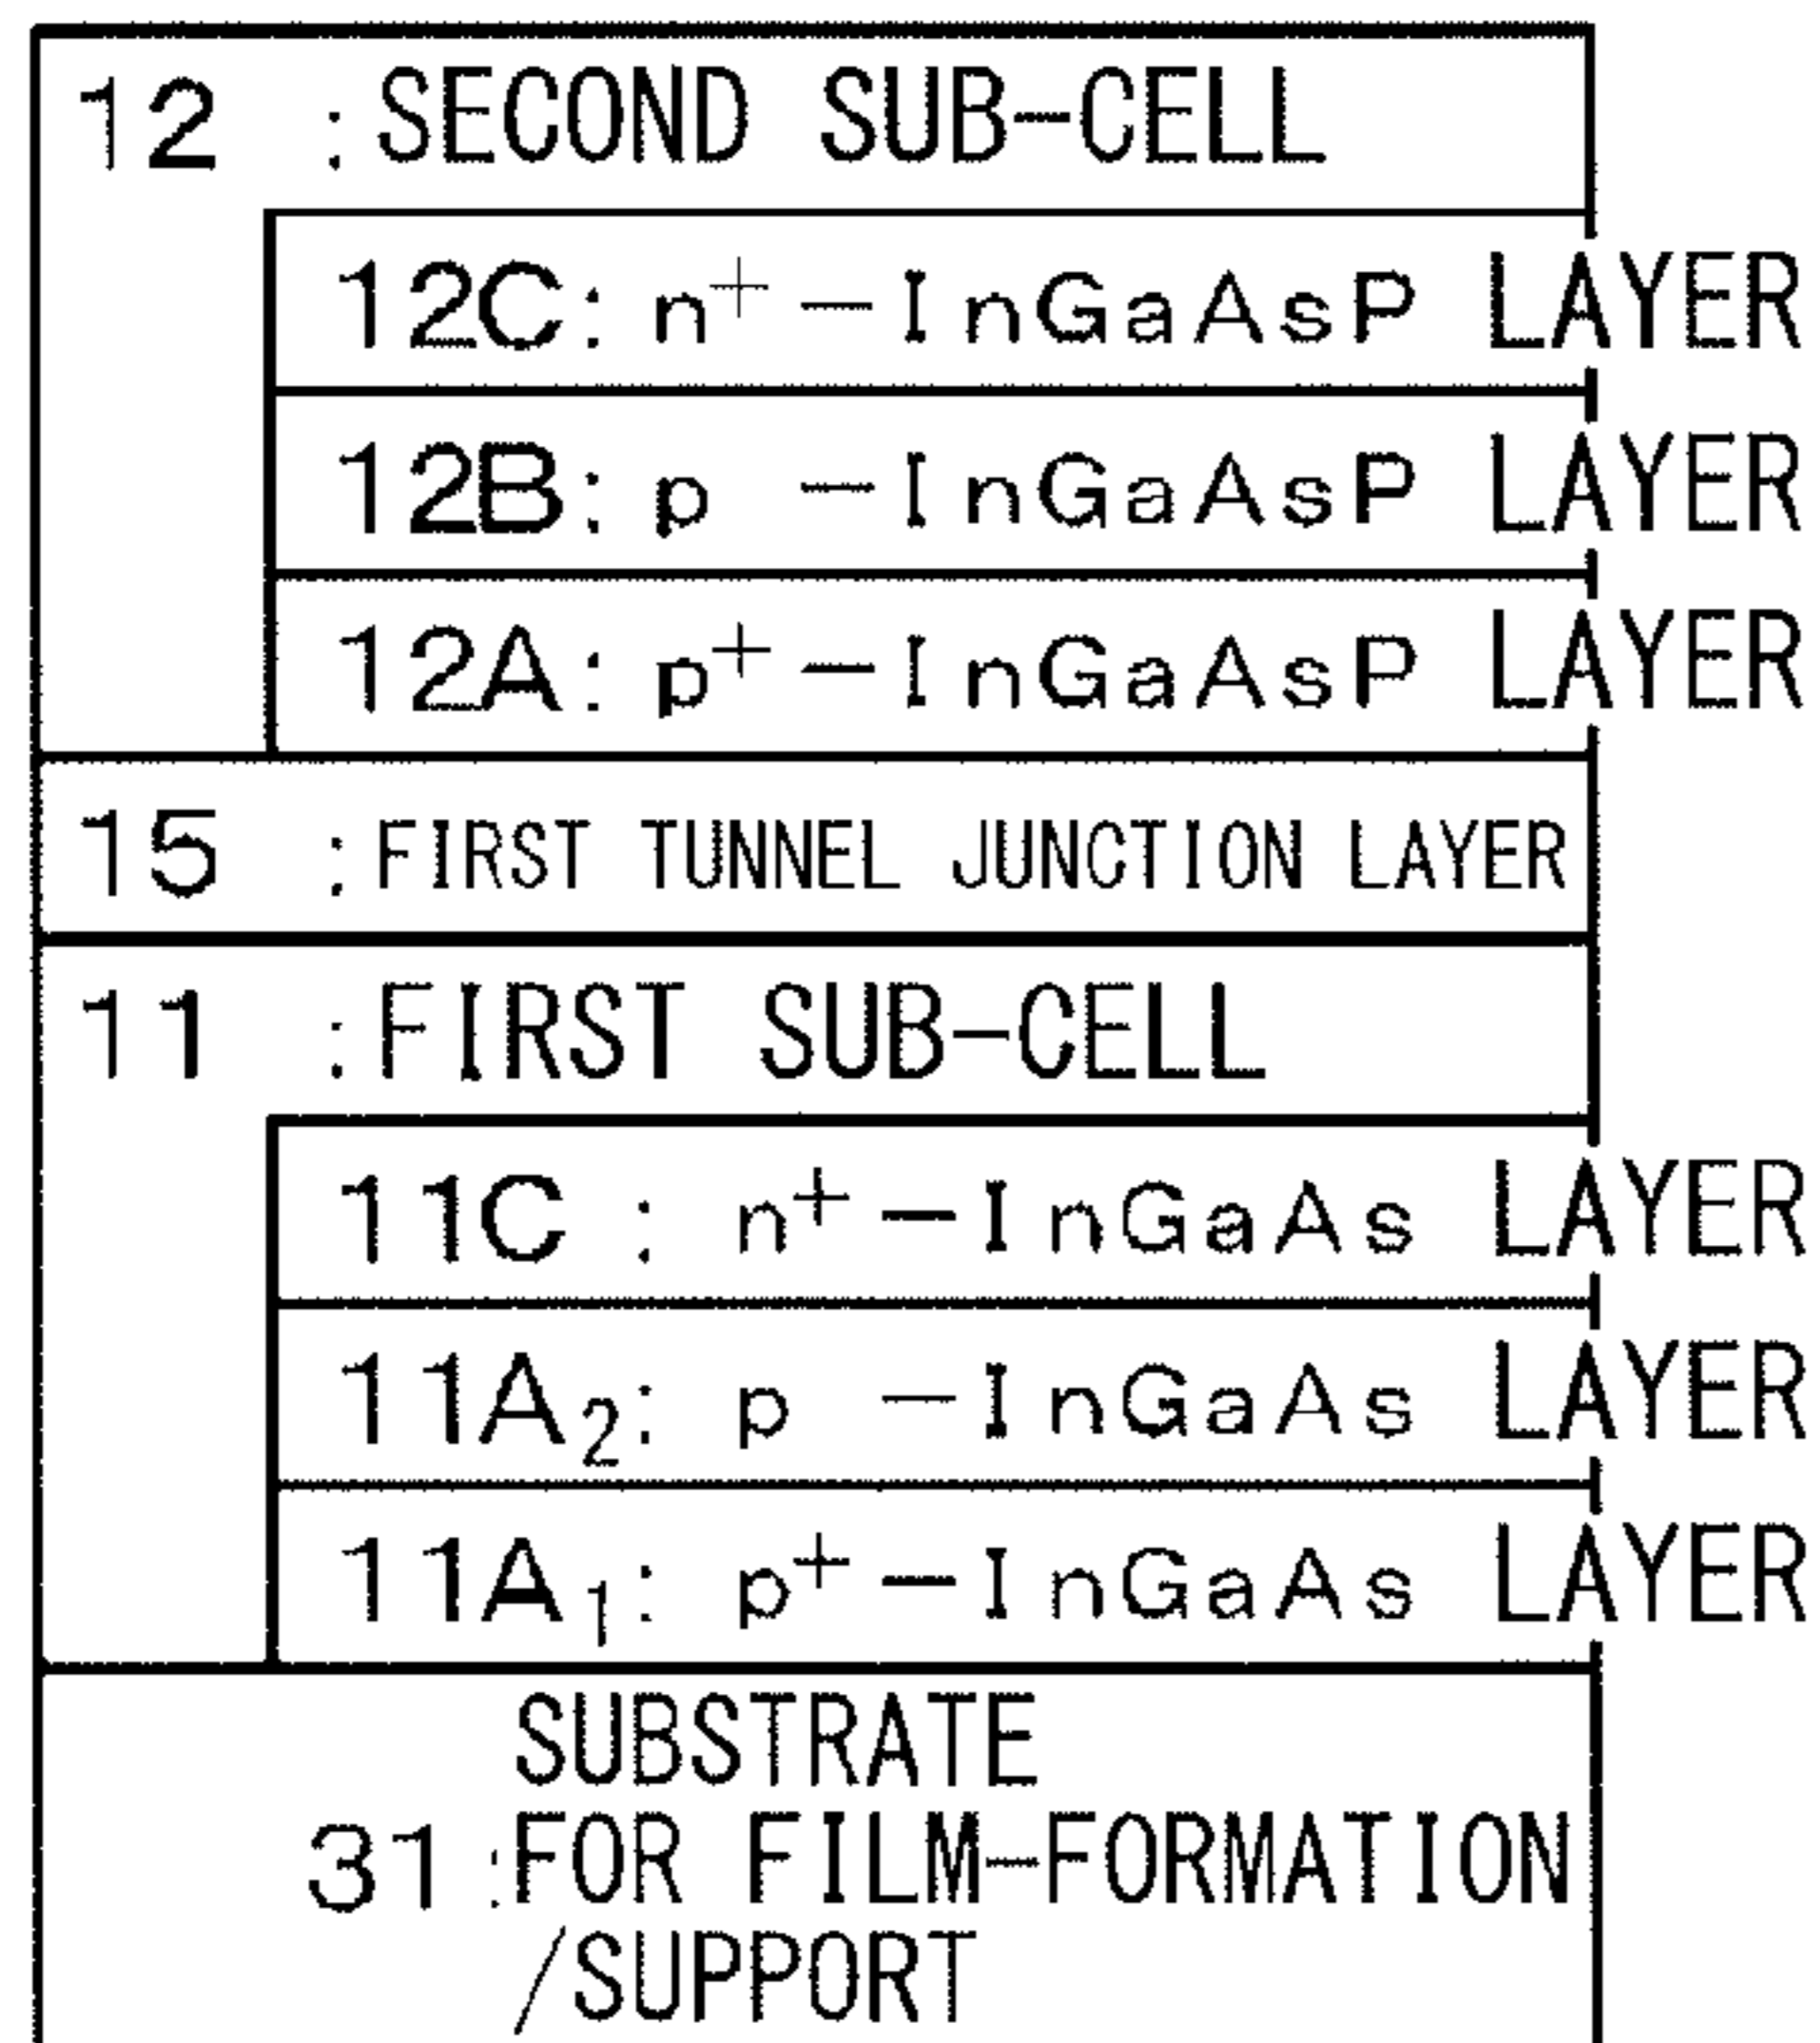 12 :SECOND SUB-CELL
12C: n⁺-InGaAsP LAYER
12B: p -InGaAsP LAYER
12A: p⁺-InGaAsP LAYER
15 :FIRST TUNNEL JUNCTION LAYER
11 :FIRST SUB-CELL
11C : n⁺-InGaAs LAYER
11A₂: p -InGaAs LAYER
11A₁: p⁺-InGaAs LAYER
SUBSTRATE
31:FOR FILM-FORMATION
/SUPPORT